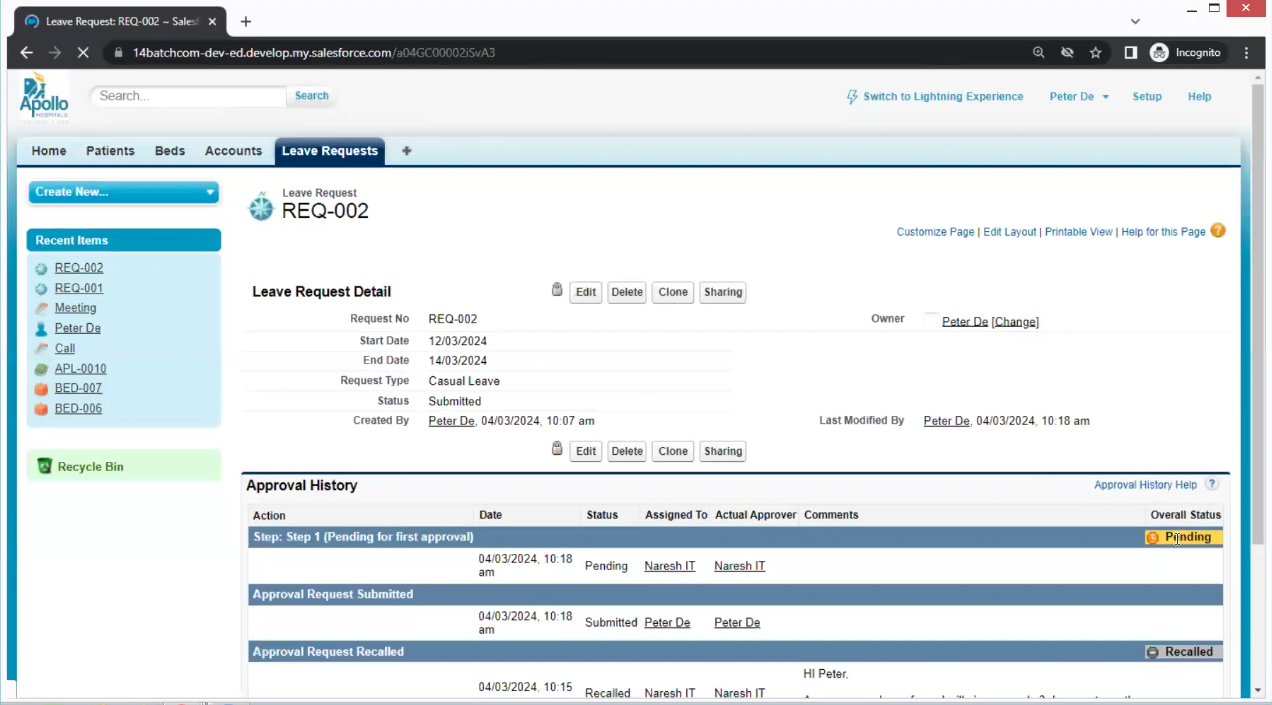 Leave Request: REQ-002 ~ Sales
14batchcom-dev-ed.develop.my.salesforce.com/a04GC00002iSvA3
Incognito
Apollo
HOSPITALS
Search...
Search
Switch to Lightning Experience
Peter De
Setup
Help
Home
Patients
Beds
Accounts
Leave Requests
Create New...
Recent Items
REQ-002
REQ-001
Meeting
Peter De
Call
APL-0010
BED-007
BED-006
Recycle Bin
Leave Request
REQ-002
Customize Page | Edit Layout | Printable View | Help for this Page
Leave Request Detail
Edit Delete Clone Sharing
Request No REQ-002
Owner Peter De [Change]
Start Date 12/03/2024
End Date 14/03/2024
Request Type Casual Leave
Status Submitted
Created By Peter De, 04/03/2024, 10:07 am
Last Modified By Peter De, 04/03/2024, 10:18 am
Edit Delete Clone Sharing
Approval History
Approval History Help ?
Action Date Status Assigned To Actual Approver Comments Overall Status
Step: Step 1 (Pending for first approval) Pending
04/03/2024, 10:18 am Pending Naresh IT Naresh IT
Approval Request Submitted
04/03/2024, 10:18 am Submitted Peter De Peter De
Approval Request Recalled Recalled
HI Peter,
04/03/2024, 10:15
Recalled Naresh IT Naresh IT